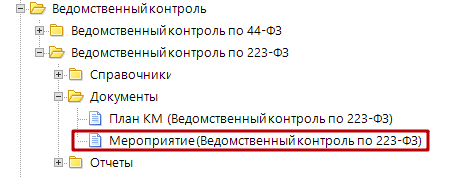 Ведомственный контроль
Ведомственный контроль по 44-ФЗ
Ведомственный контроль по 223-ФЗ
Справочники
Документы
План КМ (Ведомственный контроль по 223-ФЗ)
Мероприятие (Ведомственный контроль по 223-ФЗ)
Отчеты